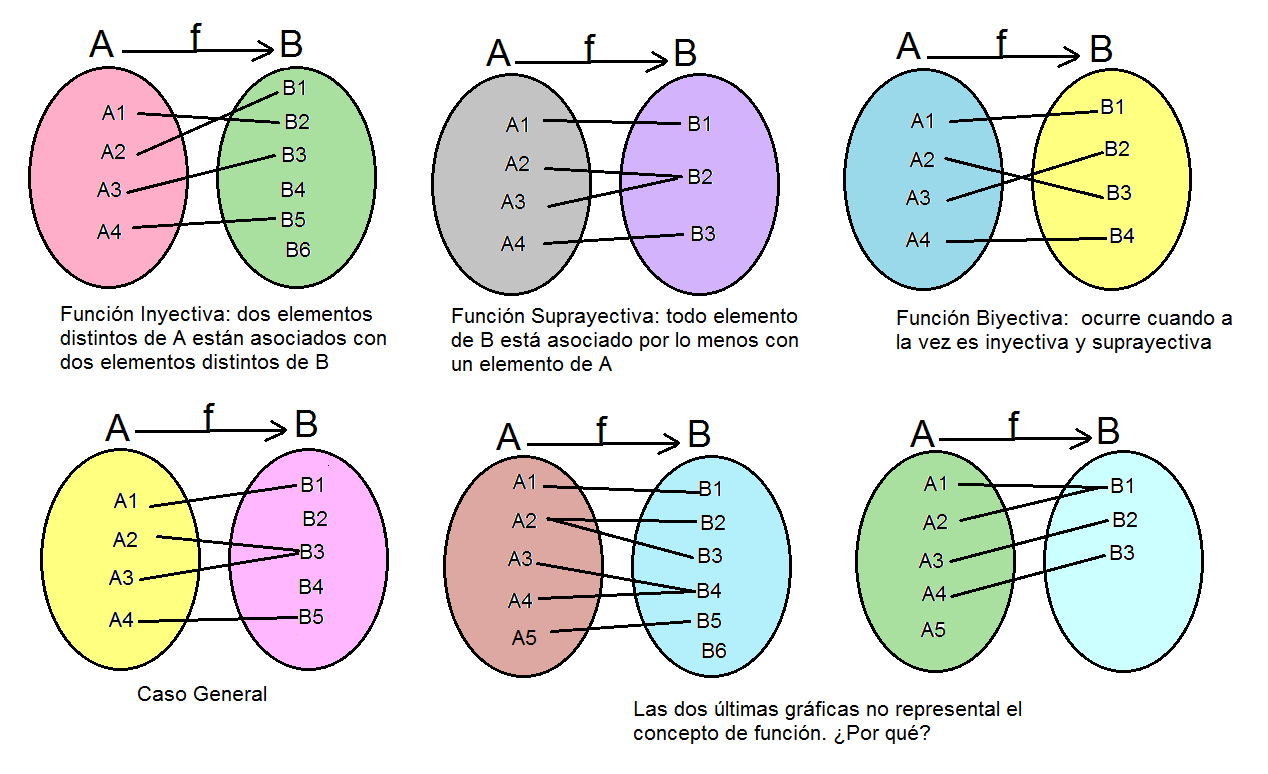 A f B
A1
A2
A3
A4
B1
B2
B3
B4
B5
B6
Función Inyectiva: dos elementos
distintos de A están asociados con
dos elementos distintos de B
A f B
A1
A2
A3
A4
B1
B2
B3
Función Suprayectiva: todo elemento
de B está asociado por lo menos con
un elemento de A
A f B
A1
A2
A3
A4
B1
B2
B3
B4
Función Biyectiva: ocurre cuando a
la vez es inyectiva y suprayectiva
A f B
A1
A2
A3
A4
B1
B2
B3
B4
B5
Caso General
A f B
A1
A2
A3
A4
A5
B1
B2
B3
B4
B5
B6
A f B
A1
A2
A3
A4
A5
B1
B2
B3
Las dos últimas gráficas no represental el
concepto de función. ¿Por qué?